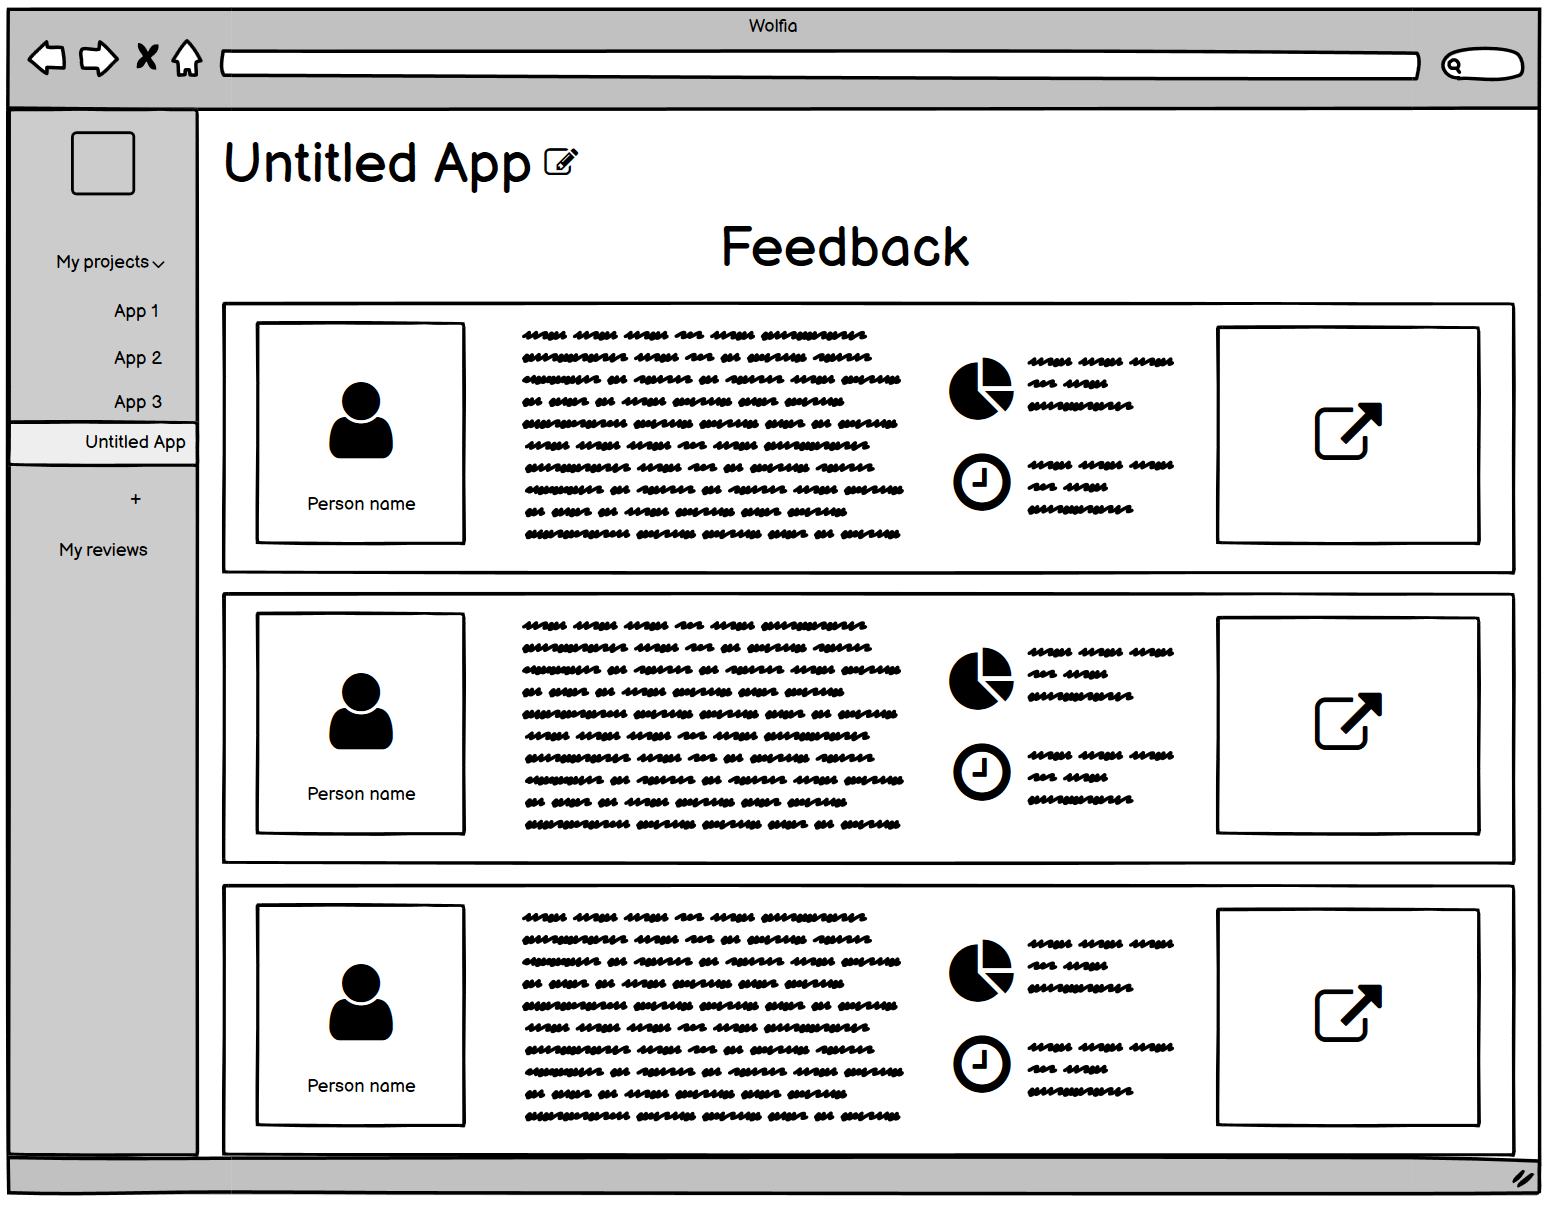 Wolfia
My projects
App 1
App 2
App 3
Untitled App
+
My reviews
Untitled App
Feedback
Person name
Person name
Person name